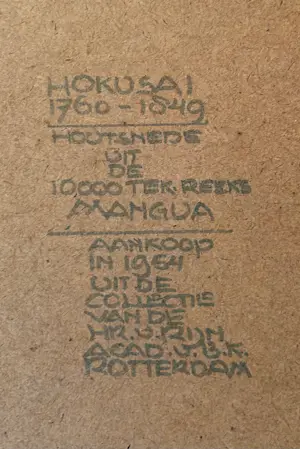 HOKUSAI
1760-1849
HOUTSNEDE
UIT
DE
10,000 TEK. REEKS
MANGUA
AANKOOP
IN 1964
UIT DE
COLLECTIE
VAN DE
HR. V. RIJN
ACAD. V. B. K.
ROTTERDAM